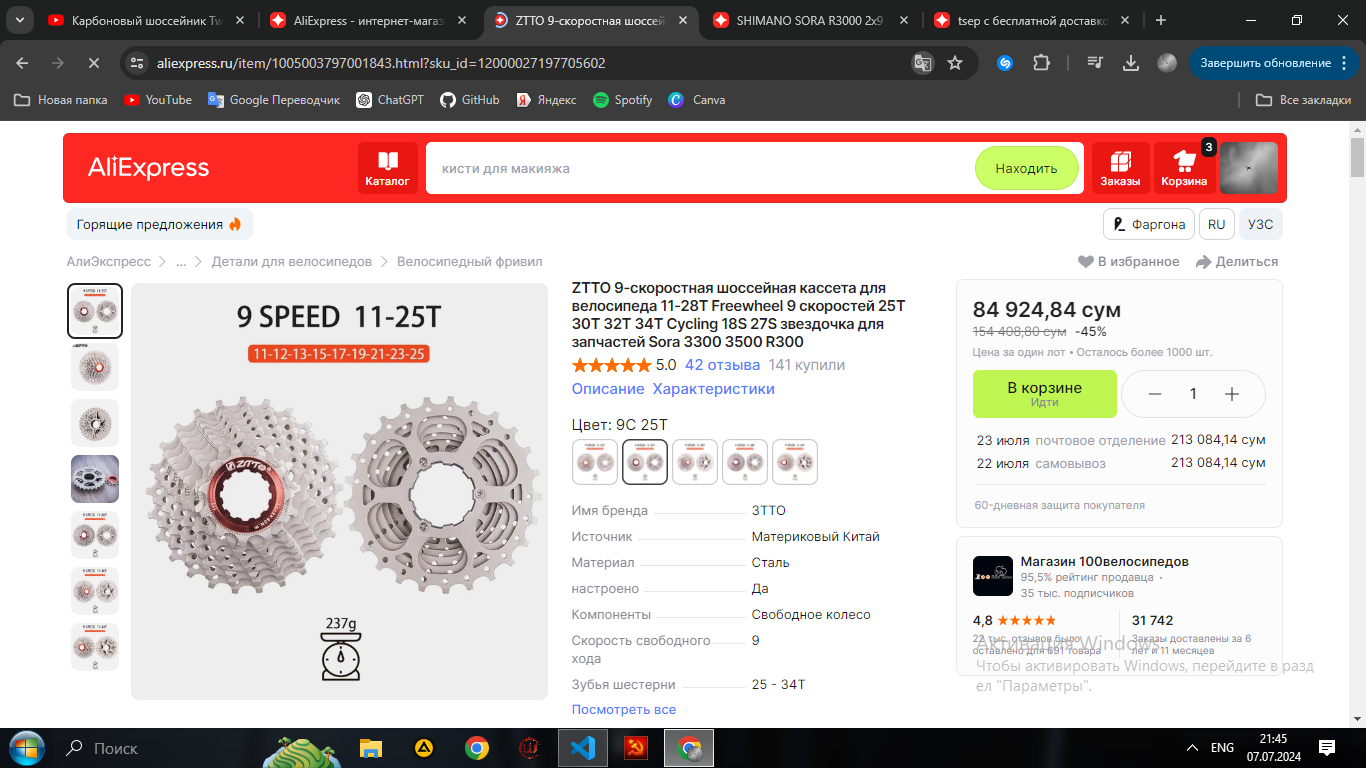 Карбоновый шоссейник Tw
AliExpress - интернет-магаз
ZTTO 9-скоростная шоссей
SHIMANO SORA R3000 2x9
tsep с бесплатной доставко
aliexpress.ru/item/1005003797001843.html?sku_id=12000027197705602
Завершить обновление
Новая папка
YouTube
Google Переводчик
ChatGPT
GitHub
Яндекс
Spotify
Canva
Все закладки
AliExpress
Каталог
кисти для макияжа
Находить
Заказы
3
Корзина
Горящие предложения
Фаргона
RU
УЗС
АлиЭкспресс > ... > Детали для велосипедов > Велосипедный фривил
В избранное
Делиться
9 SPEED 11-25T
11-12-13-15-17-19-21-23-25
ZTTO
237g
ZTTO 9-скоростная шоссейная кассета для
велосипеда 11-28T Freewheel 9 скоростей 25T
30T 32T 34T Cycling 18S 27S звездочка для
запчастей Sora 3300 3500 R300
5.0 42 отзыва 141 купили
Описание Характеристики
Цвет: 9C 25T
Имя бренда ЗТТО
Источник Материковый Китай
Материал Сталь
настроено Да
Компоненты Свободное колесо
Скорость свободного 9
хода
Зубья шестерни 25 - 34T
Посмотреть все
84 924,84 сум
154 408,80 сум -45%
Цена за один лот • Осталось более 1000 шт.
В корзине
Идти
1
23 июля почтовое отделение 213 084,14 сум
22 июля самовывоз 213 084,14 сум
60-дневная защита покупателя
Магазин 100велосипедов
95,5% рейтинг продавца ·
35 тыс. подписчиков
4,8
22 тыс. отзывов было
оставлено для 691 товара
31 742
Заказы доставлены за 6
лет и 11 месяцев
Активация Windows
Чтобы активировать Windows, перейдите в разд
ел "Параметры".
Поиск
ENG
21:45
07.07.2024